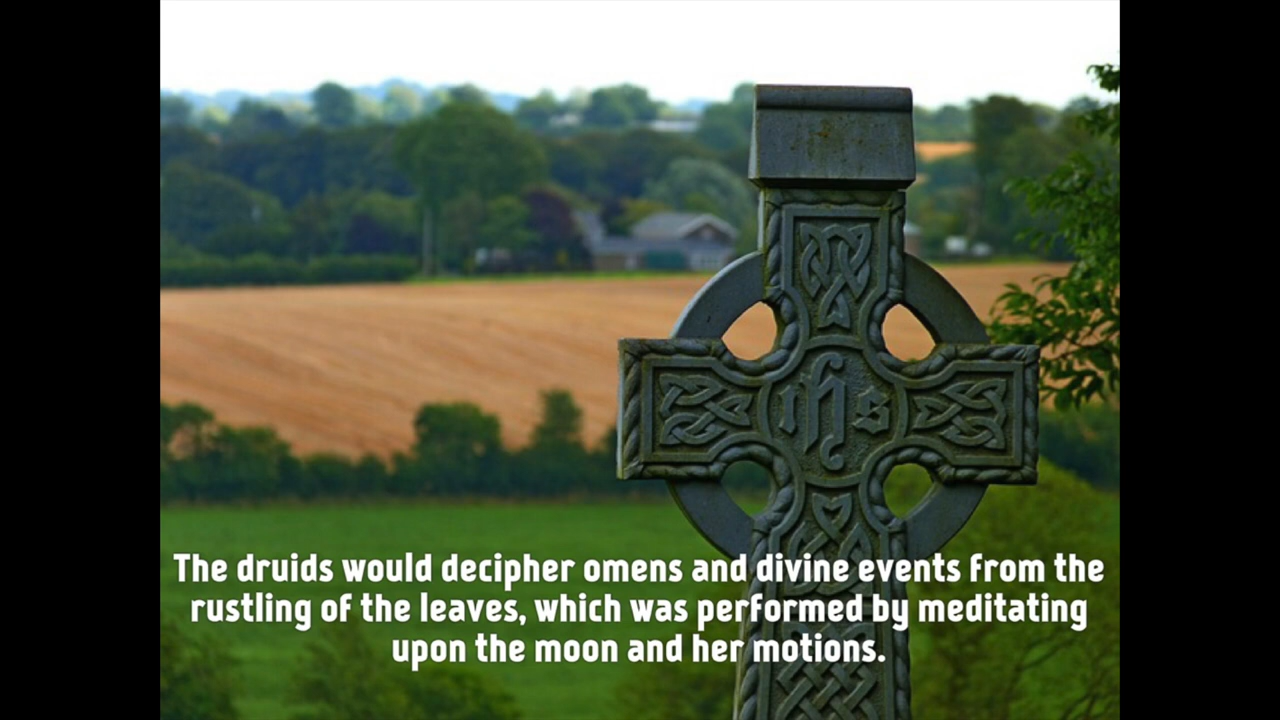 ihs
The druids would decipher omens and divine events from the
rustling of the leaves, which was performed by meditating
upon the moon and her motions.